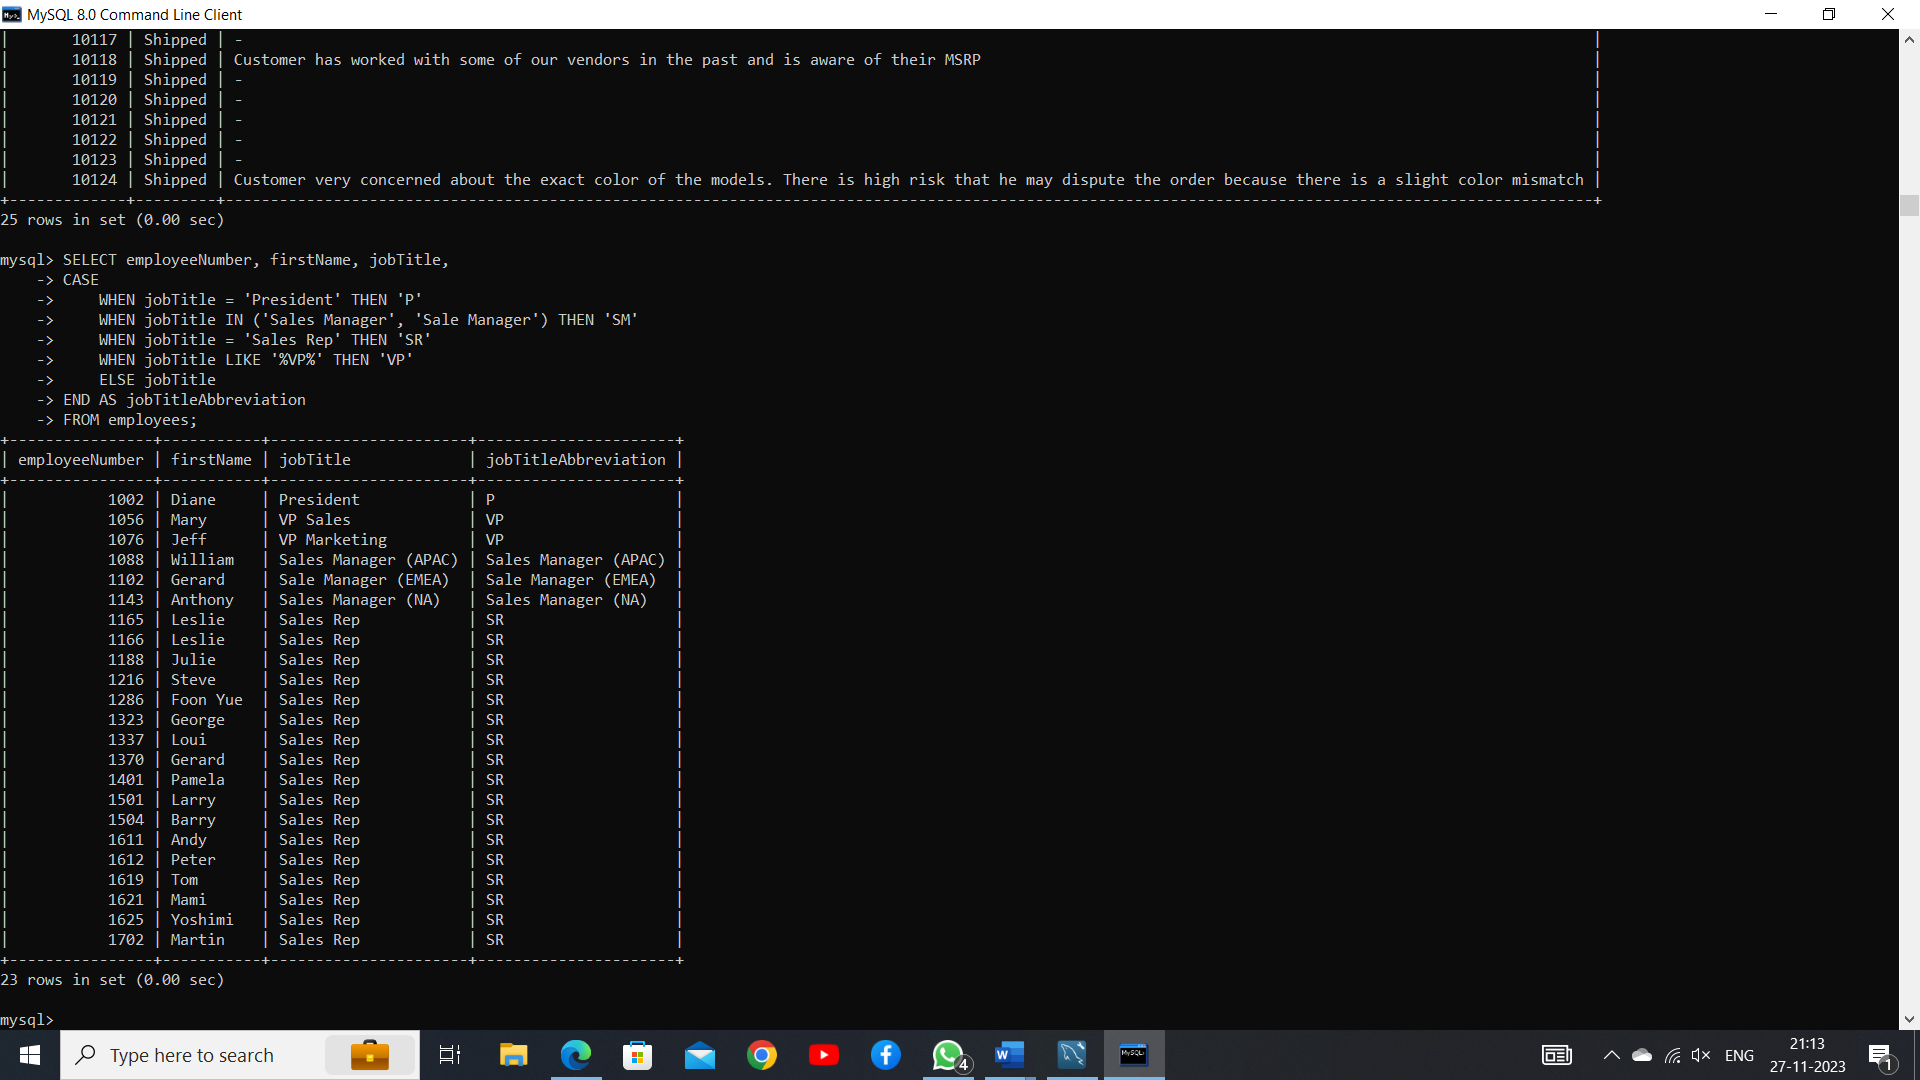 MySQL 8.0 Command Line Client
|       10117 | Shipped | -                                                                                                                                                      |
|       10118 | Shipped | Customer has worked with some of our vendors in the past and is aware of their MSRP                                                                    |
|       10119 | Shipped | -                                                                                                                                                      |
|       10120 | Shipped | -                                                                                                                                                      |
|       10121 | Shipped | -                                                                                                                                                      |
|       10122 | Shipped | -                                                                                                                                                      |
|       10123 | Shipped | -                                                                                                                                                      |
|       10124 | Shipped | Customer very concerned about the exact color of the models. There is high risk that he may dispute the order because there is a slight color mismatch |
+-------------+---------+--------------------------------------------------------------------------------------------------------------------------------------------------------+
25 rows in set (0.00 sec)
mysql> SELECT employeeNumber, firstName, jobTitle,
    -> CASE
    ->     WHEN jobTitle = 'President' THEN 'P'
    ->     WHEN jobTitle IN ('Sales Manager', 'Sale Manager') THEN 'SM'
    ->     WHEN jobTitle = 'Sales Rep' THEN 'SR'
    ->     WHEN jobTitle LIKE '%VP%' THEN 'VP'
    ->     ELSE jobTitle
    -> END AS jobTitleAbbreviation
    -> FROM employees;
+----------------+-----------+----------------------+----------------------+
| employeeNumber | firstName | jobTitle             | jobTitleAbbreviation |
+----------------+-----------+----------------------+----------------------+
|           1002 | Diane     | President            | P                    |
|           1056 | Mary      | VP Sales             | VP                   |
|           1076 | Jeff      | VP Marketing         | VP                   |
|           1088 | William   | Sales Manager (APAC) | Sales Manager (APAC) |
|           1102 | Gerard    | Sale Manager (EMEA)  | Sale Manager (EMEA)  |
|           1143 | Anthony   | Sales Manager (NA)   | Sales Manager (NA)   |
|           1165 | Leslie    | Sales Rep            | SR                   |
|           1166 | Leslie    | Sales Rep            | SR                   |
|           1188 | Julie     | Sales Rep            | SR                   |
|           1216 | Steve     | Sales Rep            | SR                   |
|           1286 | Foon Yue  | Sales Rep            | SR                   |
|           1323 | George    | Sales Rep            | SR                   |
|           1337 | Loui      | Sales Rep            | SR                   |
|           1370 | Gerard    | Sales Rep            | SR                   |
|           1401 | Pamela    | Sales Rep            | SR                   |
|           1501 | Larry     | Sales Rep            | SR                   |
|           1504 | Barry     | Sales Rep            | SR                   |
|           1611 | Andy      | Sales Rep            | SR                   |
|           1612 | Peter     | Sales Rep            | SR                   |
|           1619 | Tom       | Sales Rep            | SR                   |
|           1621 | Mami      | Sales Rep            | SR                   |
|           1625 | Yoshimi   | Sales Rep            | SR                   |
|           1702 | Martin    | Sales Rep            | SR                   |
+----------------+-----------+----------------------+----------------------+
23 rows in set (0.00 sec)
mysql>
Type here to search
4
W
MySQL
ENG
21:13
27-11-2023
1